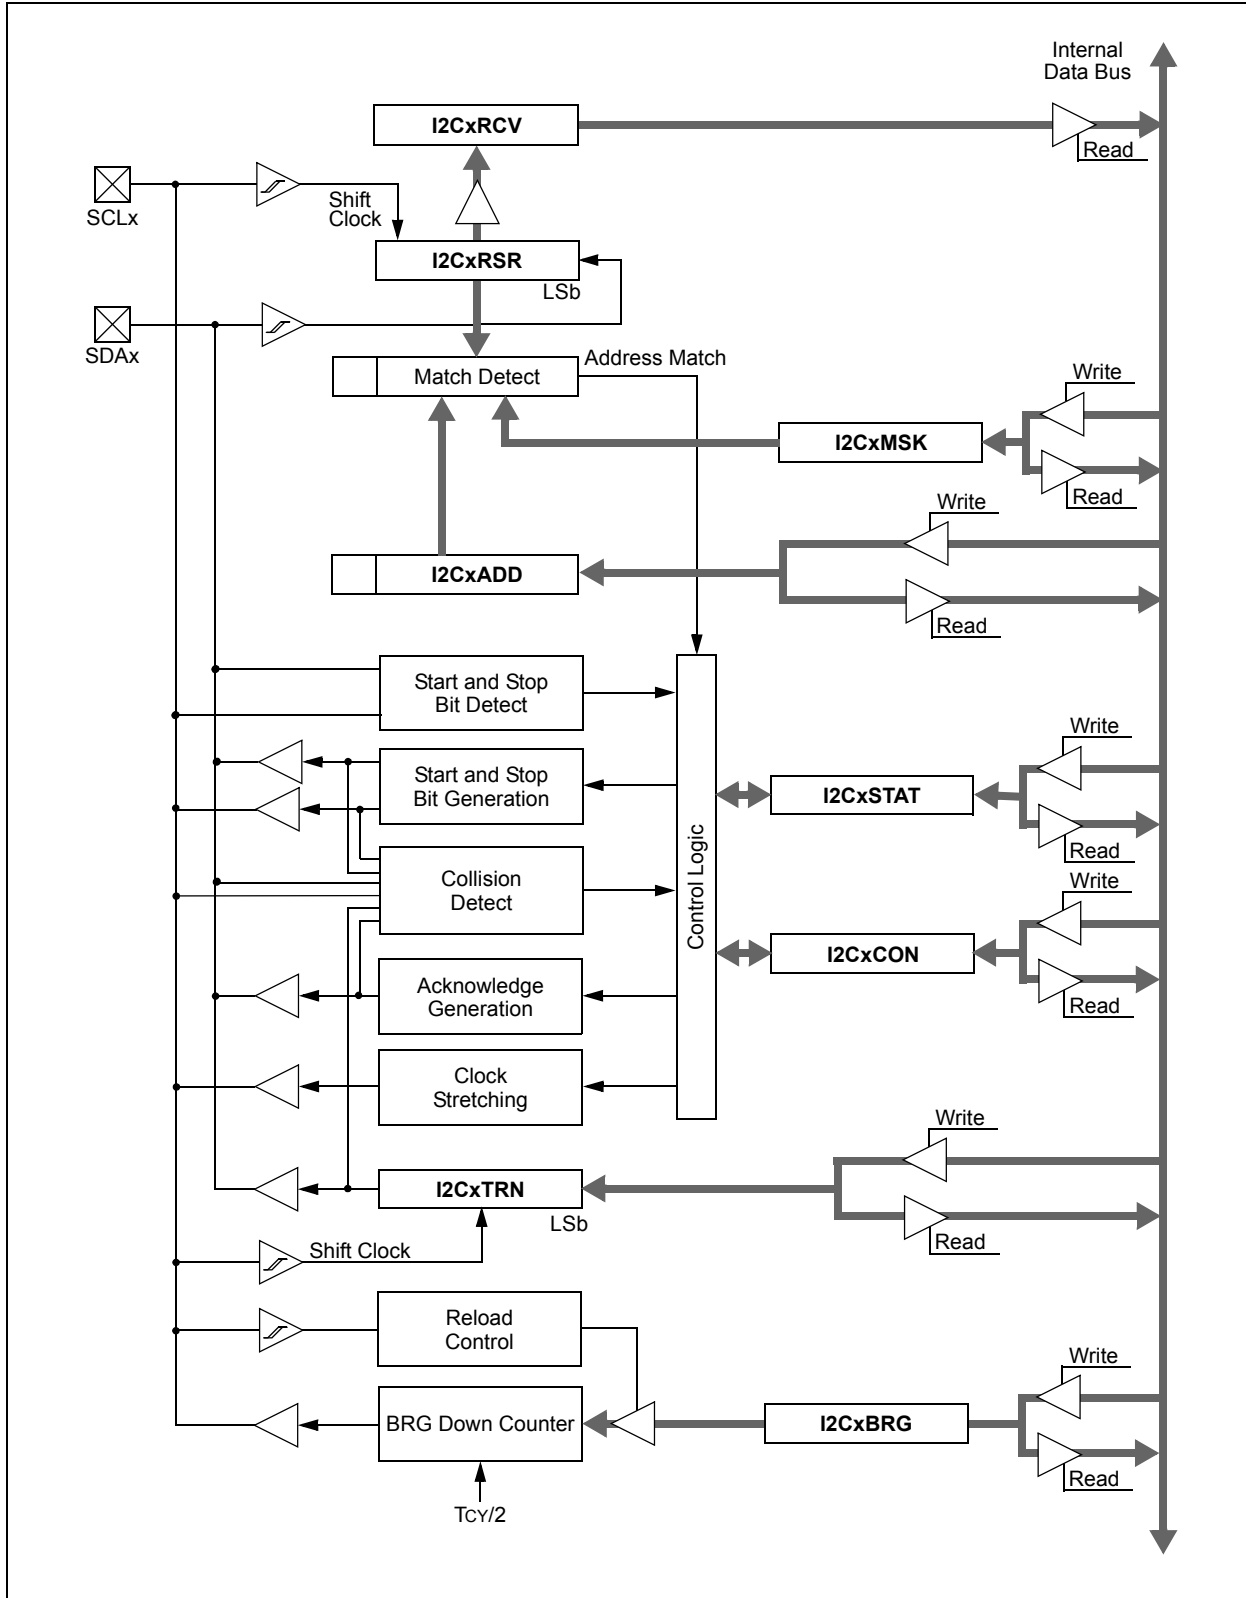 Internal
Data Bus
I2CxRCV
Read
SCLx
Shift
Clock
I2CxRSR
LSb
SDAx
Address Match
Match Detect
Write
I2CxMSK
Read
Write
I2CxADD
Read
Start and Stop
Bit Detect
Start and Stop
Bit Generation
Collision
Detect
Acknowledge
Generation
Clock
Stretching
Control Logic
Write
I2CxSTAT
Read
Write
I2CxCON
Read
Write
I2CxTRN
LSb
Read
Shift Clock
Reload
Control
Write
BRG Down Counter
I2CxBRG
Read
TCY/2